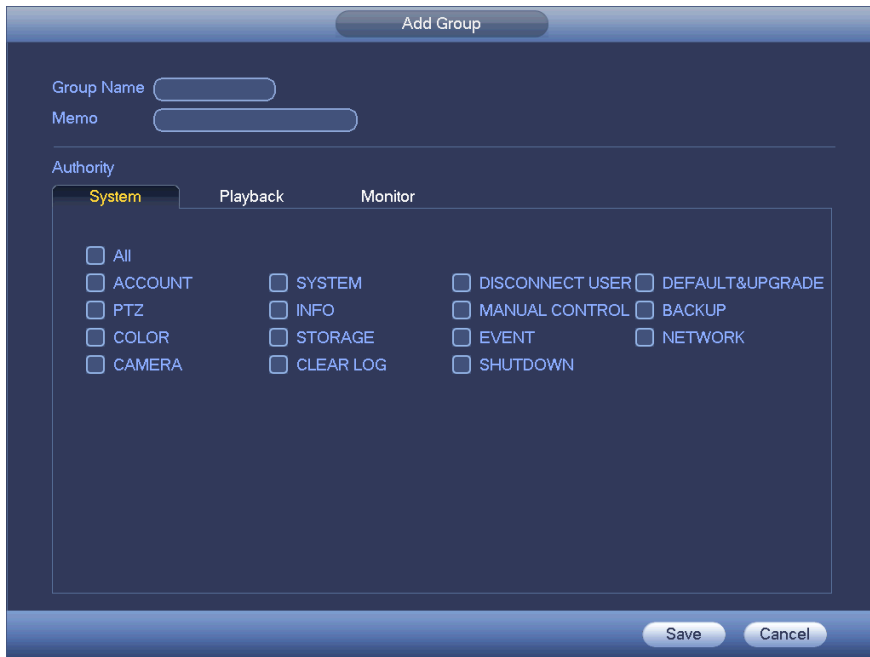 Add Group
Group Name
Memo
Authority
System Playback Monitor
All
ACCOUNT SYSTEM DISCONNECT USER DEFAULT&UPGRADE
PTZ INFO MANUAL CONTROL BACKUP
COLOR STORAGE EVENT NETWORK
CAMERA CLEAR LOG SHUTDOWN
Save Cancel